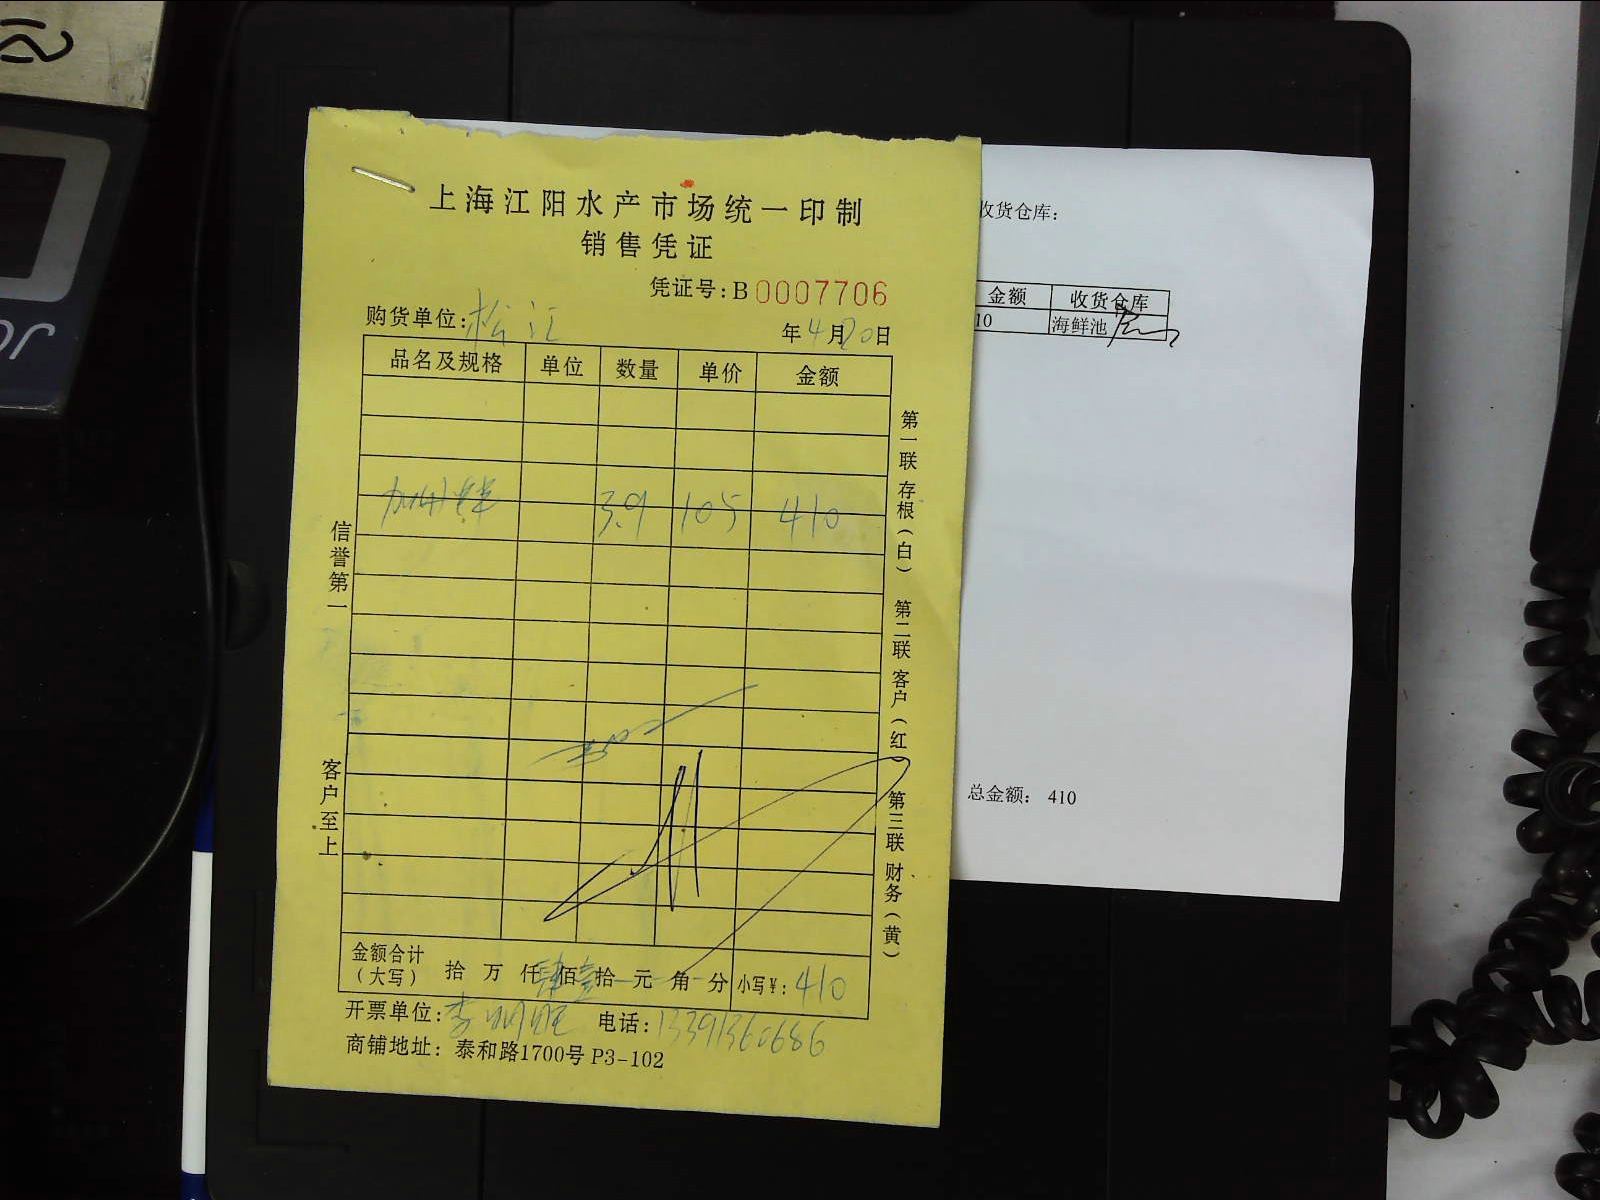 上海江阳水产市场统一印制
销售凭证
凭证号:B0007706
购货单位:松江
年4月20日
品名及规格 单位 数量 单价 金额
加州 3.9 105 410
金额合计(大写) 拾万仟肆佰壹拾元角分 小写¥:410
开票单位:李 电话:13391360686
商铺地址:泰和路1700号P3-102
信誉第一
客户至上
第一联存根(白)
第二联客户(红)
第三联财务(黄)
收货仓库:
金额 收货仓库
10 海鲜池
总金额: 410